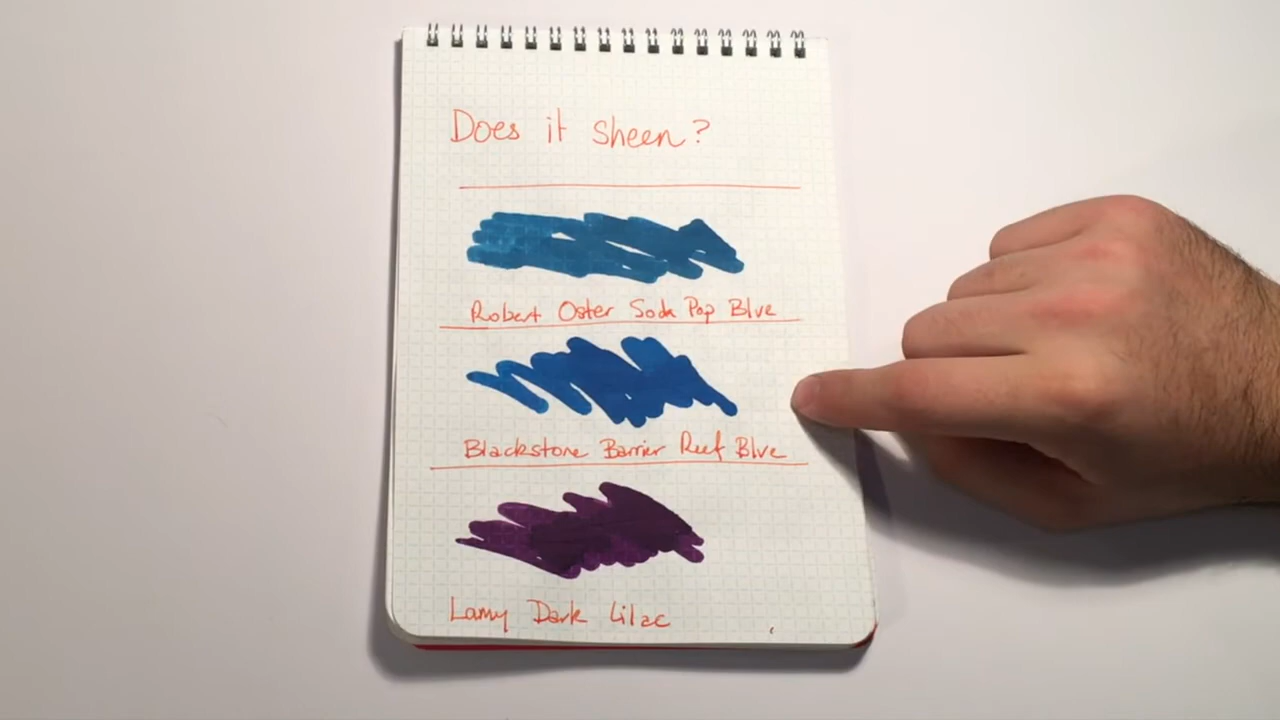 Does it sheen?
Robert Oster Soda Pop Blue
Blackstone Barrier Reef Blue
Lamy Dark Lilac